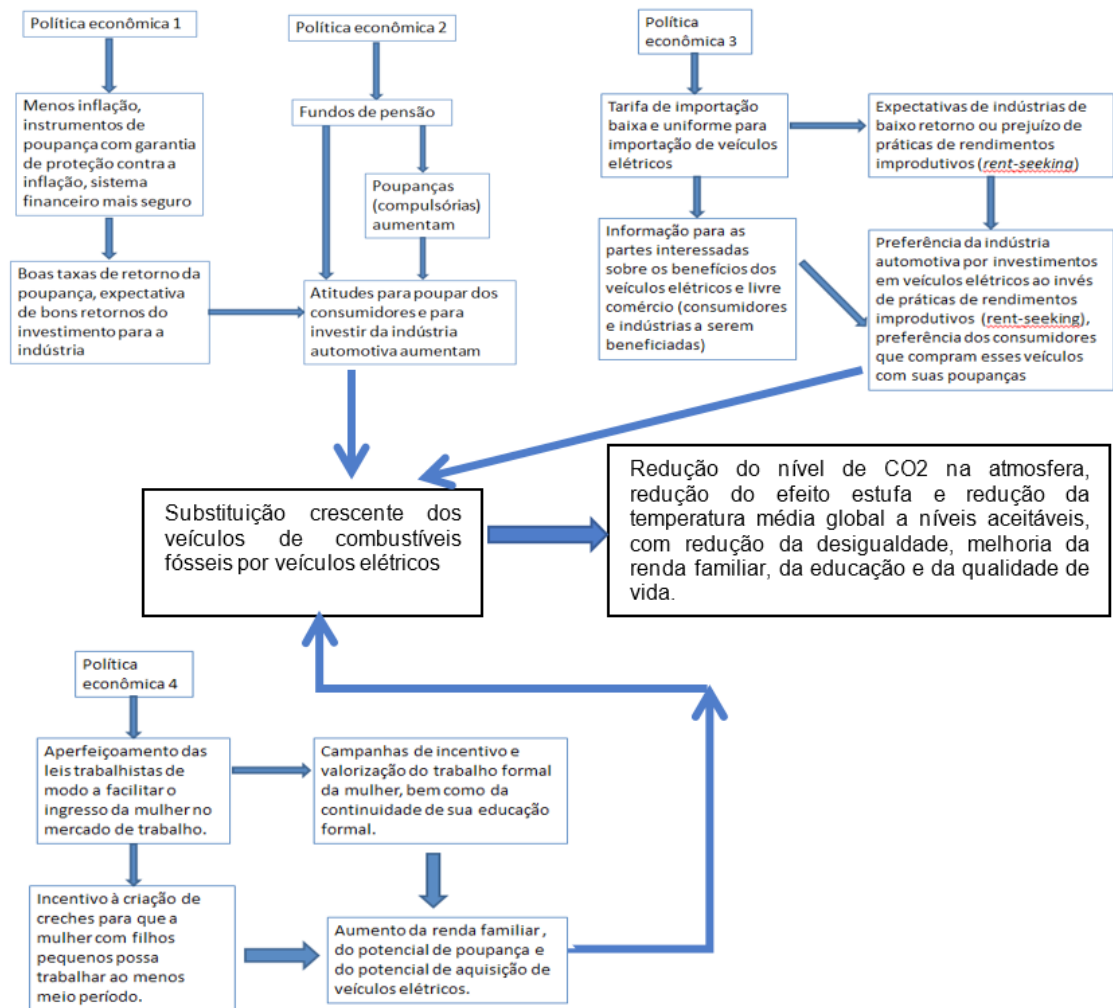 Política econômica 1
Menos inflação,
instrumentos de
poupança com garantia
de proteção contra a
inflação, sistema
financeiro mais seguro
Boas taxas de retorno da
poupança, expectativa
de bons retornos do
investimento para a
indústria
Política econômica 2
Fundos de pensão
Poupanças
(compulsórias)
aumentam
Atitudes para poupar dos
consumidores e para
investir da indústria
automotiva aumentam
Política
econômica 3
Tarifa de importação
baixa e uniforme para
importação de veículos
elétricos
Expectativas de indústrias de
baixo retorno ou prejuízo de
práticas de rendimentos
improdutivos (rent-seeking)
Informação para as
partes interessadas
sobre os benefícios dos
veículos elétricos e livre
comércio (consumidores
e indústrias a serem
beneficiadas)
Preferência da indústria
automotiva por investimentos
em veículos elétricos ao invés
de práticas de rendimentos
improdutivos (rent-seeking),
preferência dos consumidores
que compram esses veículos
com suas poupanças
Substituição crescente dos
veículos de combustíveis
fósseis por veículos elétricos
Redução do nível de CO2 na atmosfera,
redução do efeito estufa e redução da
temperatura média global a níveis aceitáveis,
com redução da desigualdade, melhoria da
renda familiar, da educação e da qualidade de
vida.
Política
econômica 4
Aperfeiçoamento das
leis trabalhistas de
modo a facilitar o
ingresso da mulher no
mercado de trabalho.
Campanhas de incentivo e
valorização do trabalho formal
da mulher, bem como da
continuidade de sua educação
formal.
Incentivo à criação de
creches para que a
mulher com filhos
pequenos possa
trabalhar ao menos
meio período.
Aumento da renda familiar ,
do potencial de poupança e
do potencial de aquisição de
veículos elétricos.